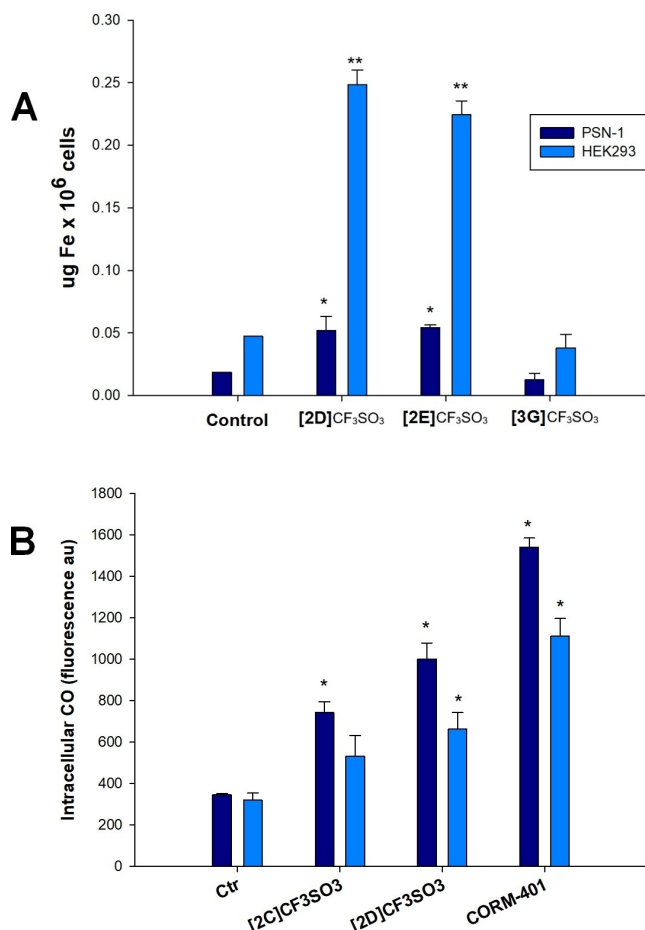 A
ug Fe x 10⁶ cells
0.30
0.25
0.20
0.15
0.10
0.05
0.00
**
**
*
*
PSN-1
HEK293
Control
[2D]CF₃SO₃
[2E]CF₃SO₃
[3G]CF₃SO₃
B
Intracellular CO (fluorescence au)
1800
1600
1400
1200
1000
800
600
400
200
0
*
*
*
*
*
Ctr
[2C]CF3SO3
[2D]CF3SO3
CORM-401